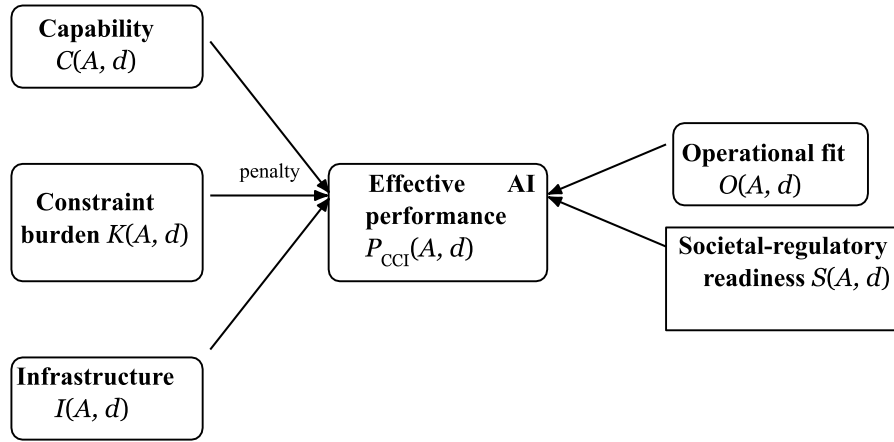 Capability
C(A, d)
Constraint
burden K(A, d)
Infrastructure
I(A, d)
penalty
Effective AI
performance
P_CCI(A, d)
Operational fit
O(A, d)
Societal-regulatory
readiness S(A, d)